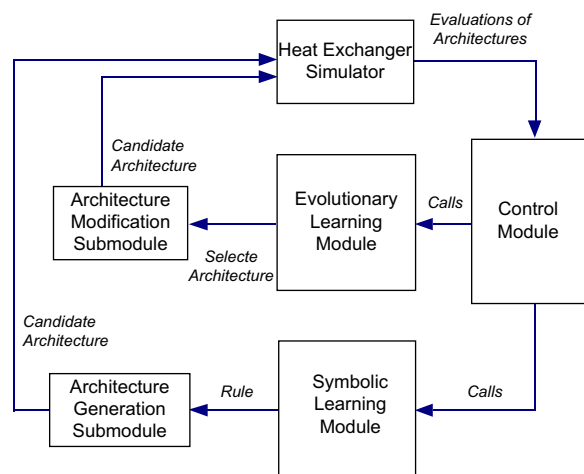 Evaluations of
Architectures
Heat Exchanger
Simulator
Candidate
Architecture
Architecture
Modification
Submodule
Evolutionary
Learning
Module
Calls
Control
Module
Selecte
Architecture
Candidate
Architecture
Architecture
Generation
Submodule
Rule
Symbolic
Learning
Module
Calls